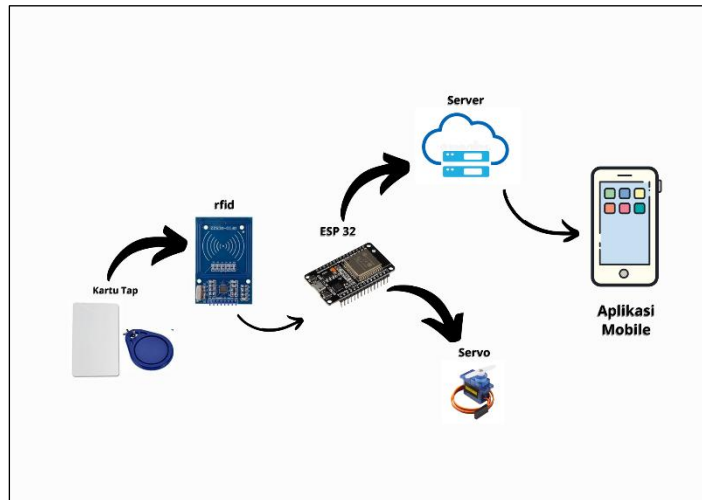 Server
rfid
ESP 32
Kartu Tap
Servo
Aplikasi
Mobile